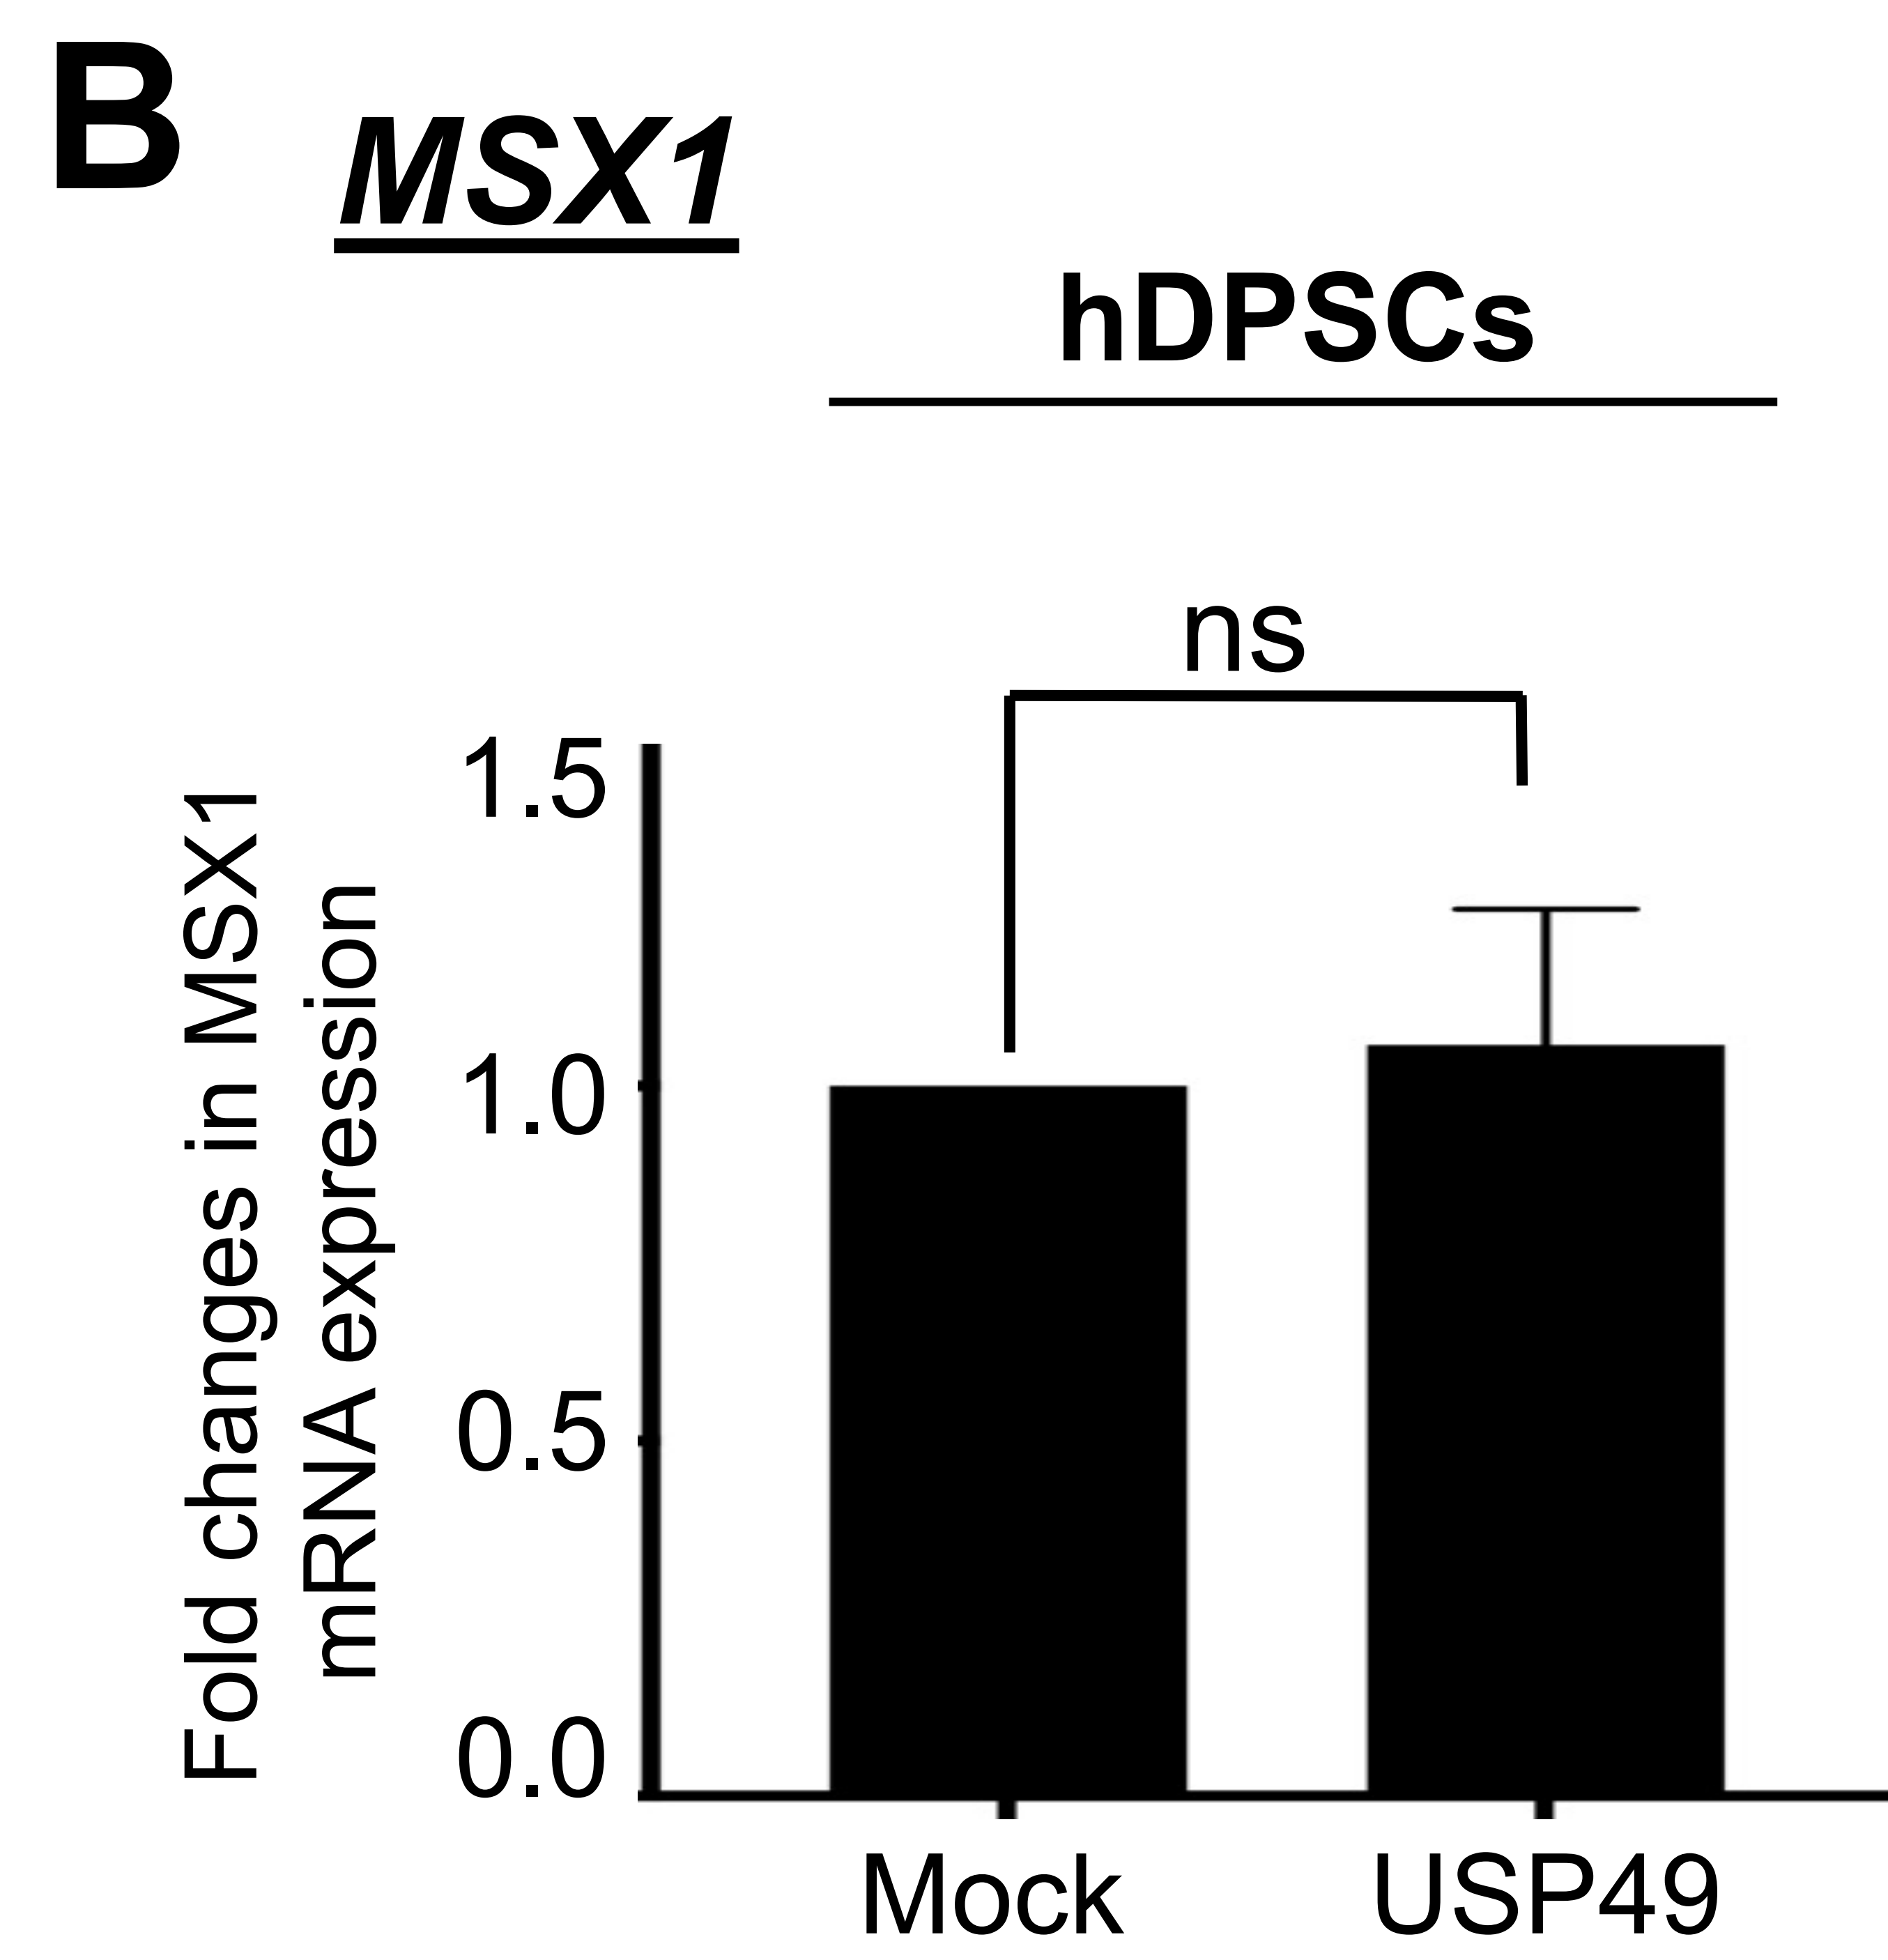 B
MSX1
hDPSCs
ns
Fold changes in MSX1
mRNA expression
1.5
1.0
0.5
0.0
Mock
USP49